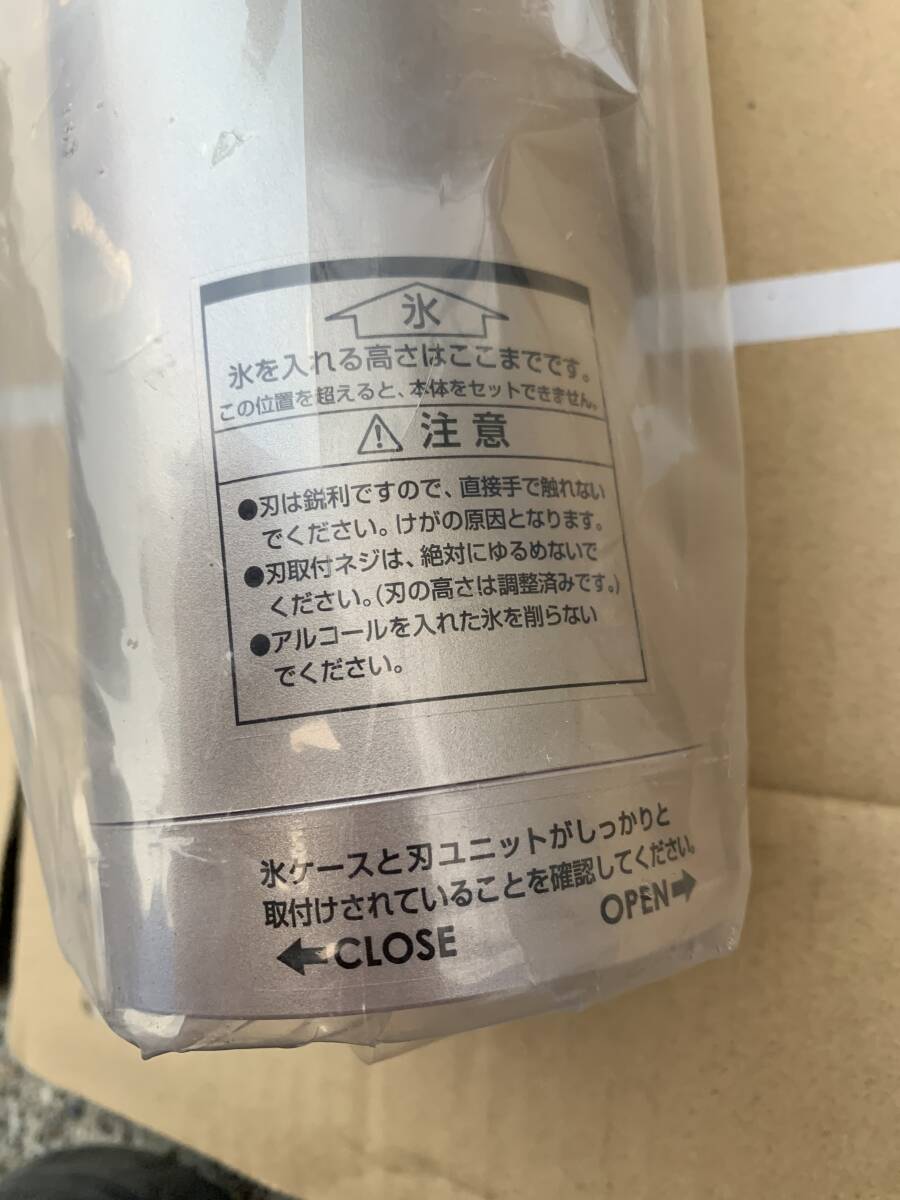 氷
氷を入れる高さはここまでです。
この位置を超えると、本体をセットできません。
⚠ 注意
●刃は鋭利ですので、直接手で触れない
でください。けがの原因となります。
●刃取付ネジは、絶対にゆるめないで
ください。(刃の高さは調整済みです。)
●アルコールを入れた氷を削らない
でください。
氷ケースと刃ユニットがしっかりと
取付けされていることを確認してください。
OPEN➡
⬅CLOSE